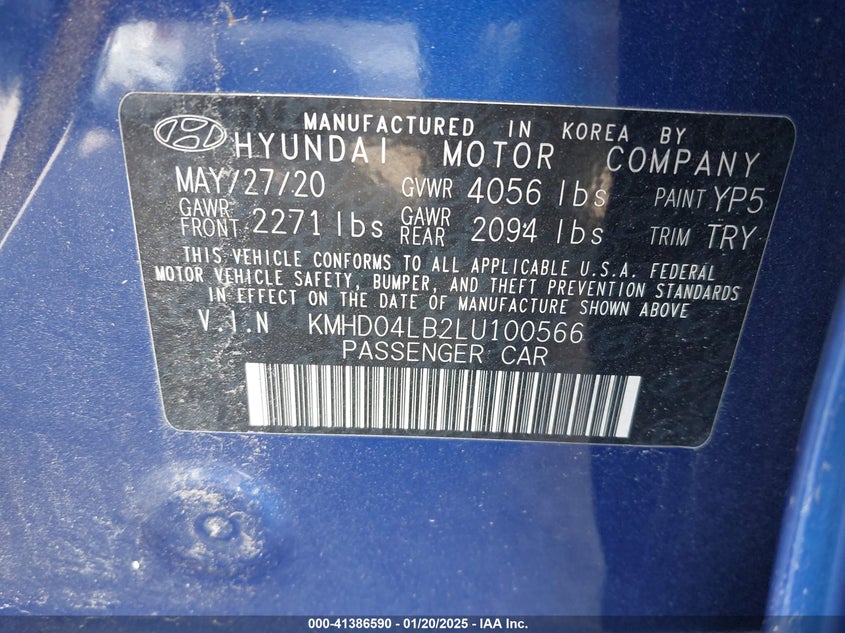 MANUFACTURED IN KOREA BY
HYUNDAI MOTOR COMPANY
MAY/27/20 GVWR 4056 lbs PAINT YP5
GAWR FRONT 2271 lbs GAWR REAR 2094 lbs TRIM TRY
THIS VEHICLE CONFORMS TO ALL APPLICABLE U.S.A. FEDERAL
MOTOR VEHICLE SAFETY, BUMPER, AND THEFT PREVENTION STANDARDS
IN EFFECT ON THE DATE OF MANUFACTURE SHOWN ABOVE
V.I.N KMHD04LB2LU100566
PASSENGER CAR
000-41386590 - 01/20/2025 - IAA Inc.